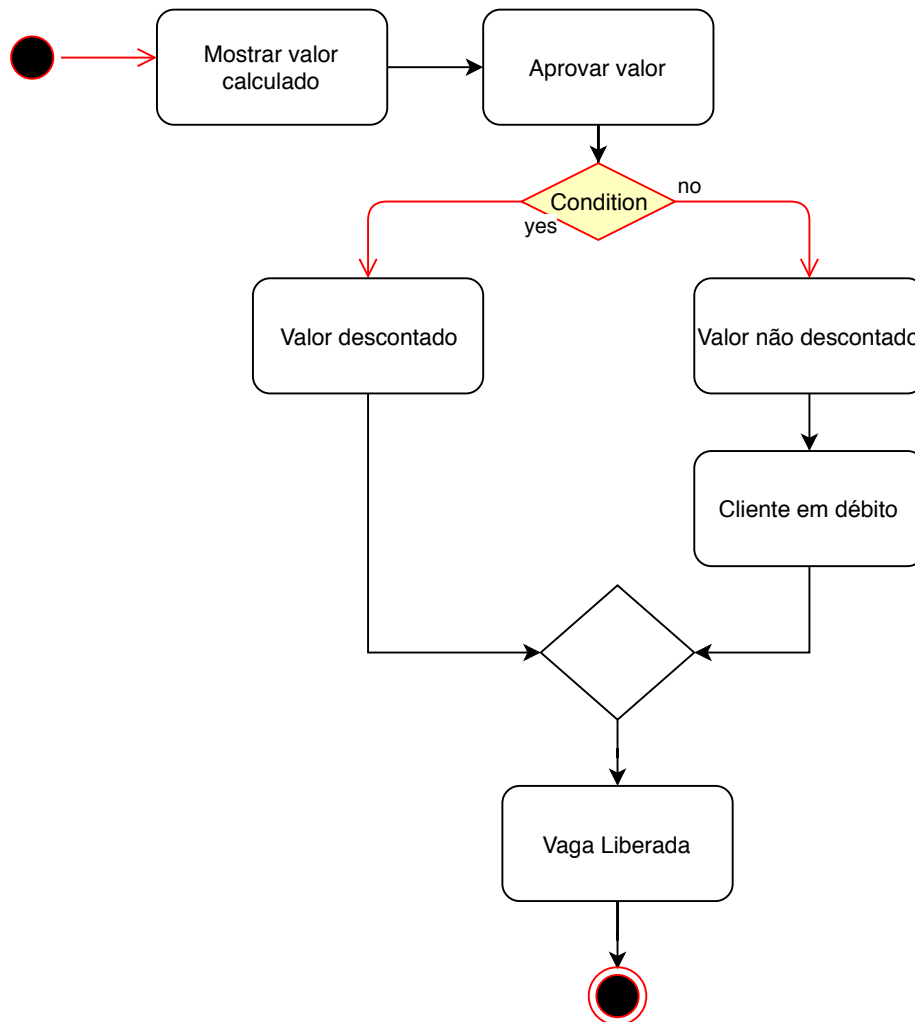 Mostrar valor
calculado
Aprovar valor
Condition
no
yes
Valor descontado
Valor não descontado
Cliente em débito
Vaga Liberada